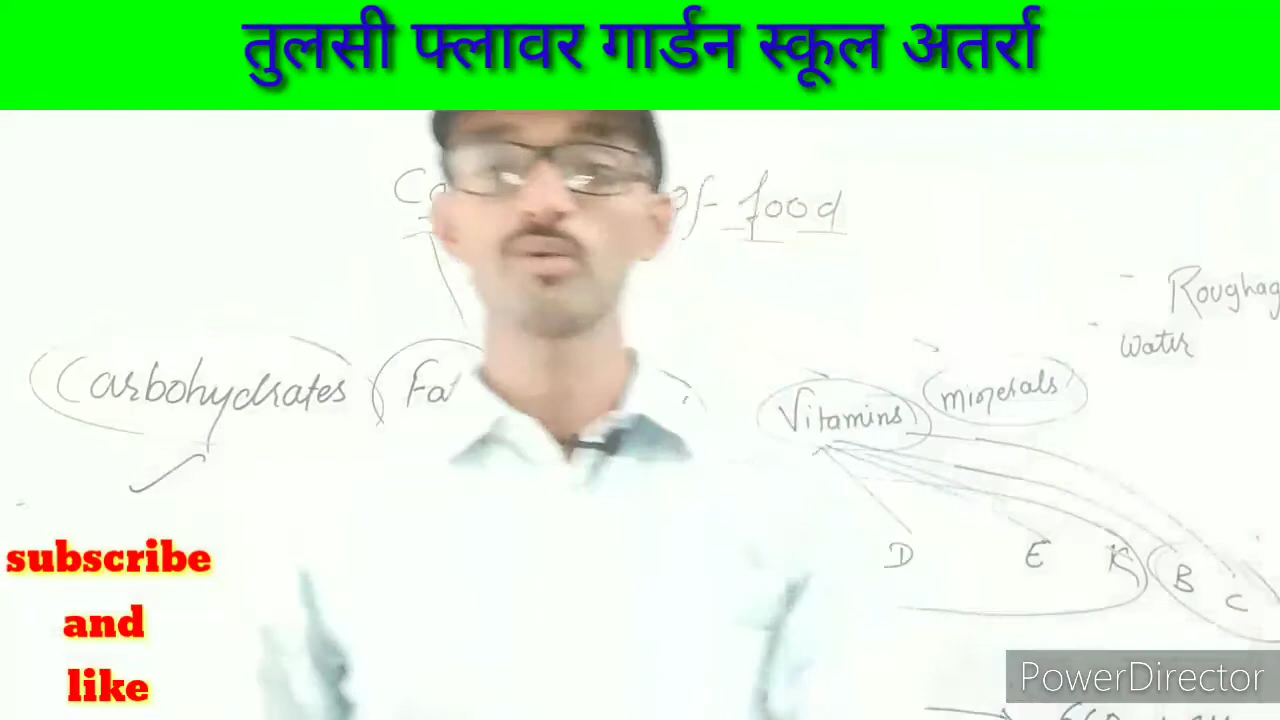 तुलसी फ्लावर गार्डन स्कूल अतर्रा
of food
Roughag
water
Carbohydrates
Fa
Vitamins
minerals
D E K B C
subscribe
and
like
PowerDirector